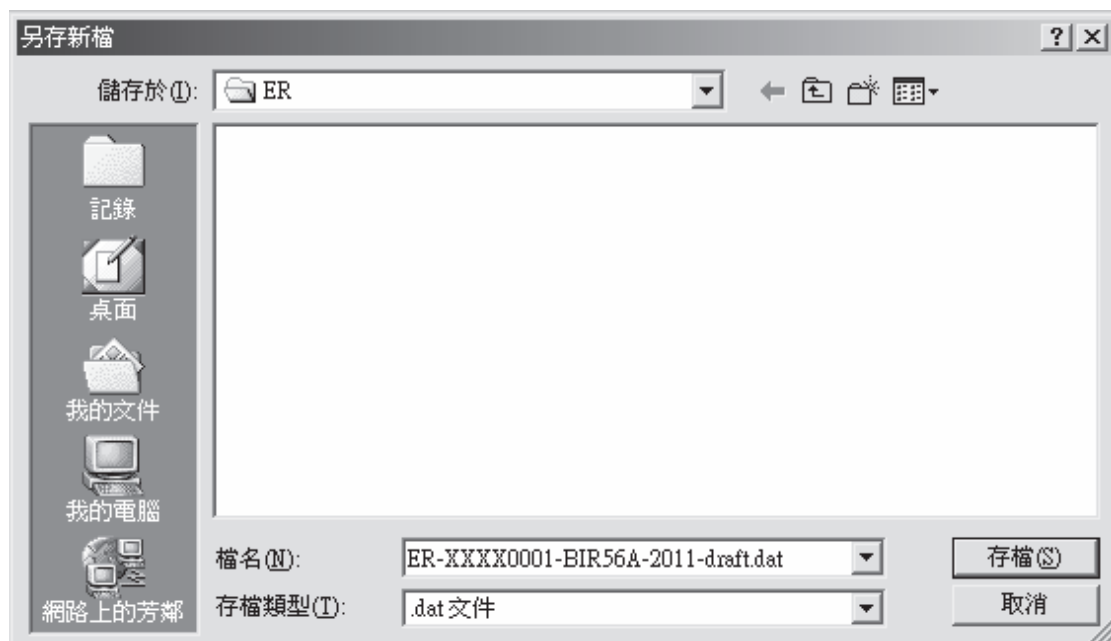 另存新檔
儲存於(I):
ER
記錄
桌面
我的文件
我的電腦
網路上的芳鄰
檔名(N):
ER-XXXX0001-BIR56A-2011-draft.dat
存檔(S)
存檔類型(T):
.dat 文件
取消